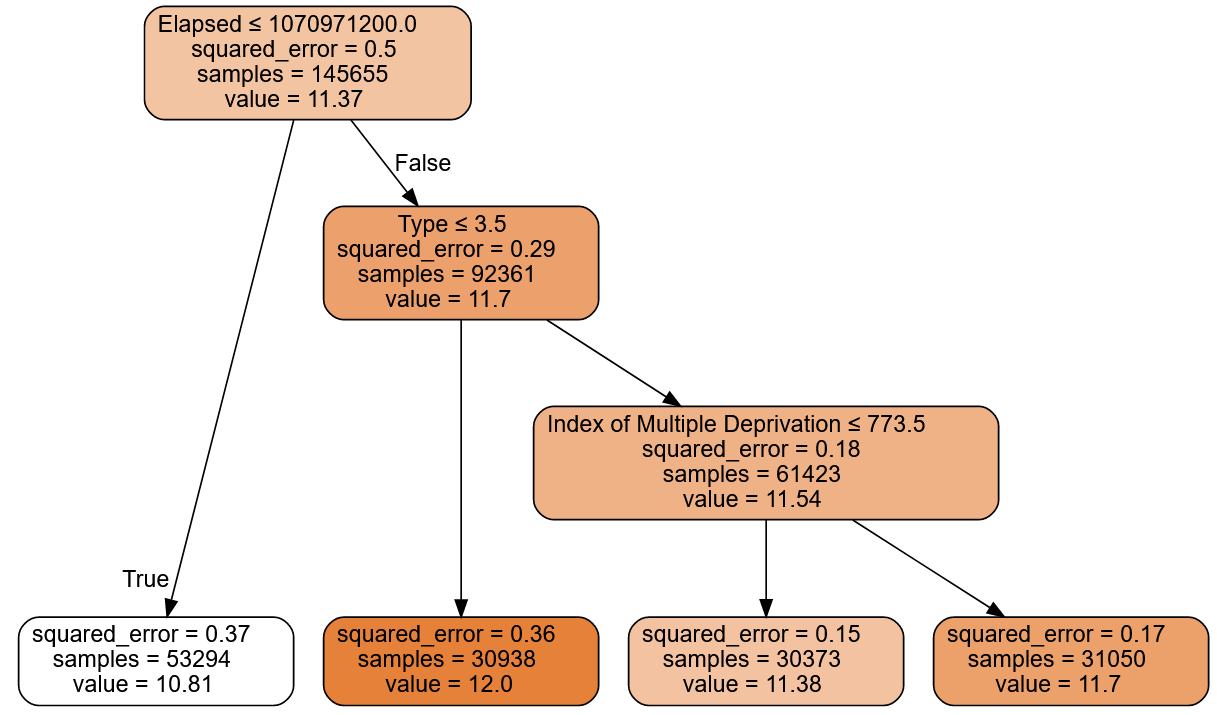 Elapsed ≤ 1070971200.0
squared_error = 0.5
samples = 145655
value = 11.37
False
Type ≤ 3.5
squared_error = 0.29
samples = 92361
value = 11.7
Index of Multiple Deprivation ≤ 773.5
squared_error = 0.18
samples = 61423
value = 11.54
True
squared_error = 0.37
samples = 53294
value = 10.81
squared_error = 0.36
samples = 30938
value = 12.0
squared_error = 0.15
samples = 30373
value = 11.38
squared_error = 0.17
samples = 31050
value = 11.7